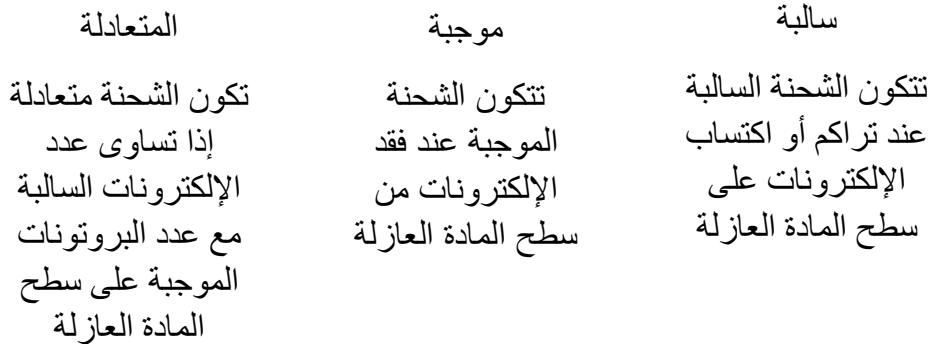 سالبة
تتكون الشحنة السالبة
عند تراكم أو اكتساب
الإلكترونات على
سطح المادة العازلة
موجبة
تتكون الشحنة
الموجبة عند فقد
الإلكترونات من
سطح المادة العازلة
المتعادلة
تكون الشحنة متعادلة
إذا تساوى عدد
الإلكترونات السالبة
مع عدد البروتونات
الموجبة على سطح
المادة العازلة